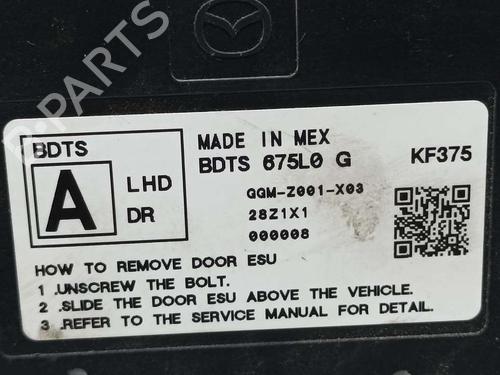 B-PARTS
BDTS
A
LHD
DR
MADE IN MEX
BDTS 675L0 G
KF375
GGM-Z001-X03
28Z1X1
000008
HOW TO REMOVE DOOR ESU
1 .UNSCREW THE BOLT.
2 .SLIDE THE DOOR ESU ABOVE THE VEHICLE.
3 .REFER TO THE SERVICE MANUAL FOR DETAIL.